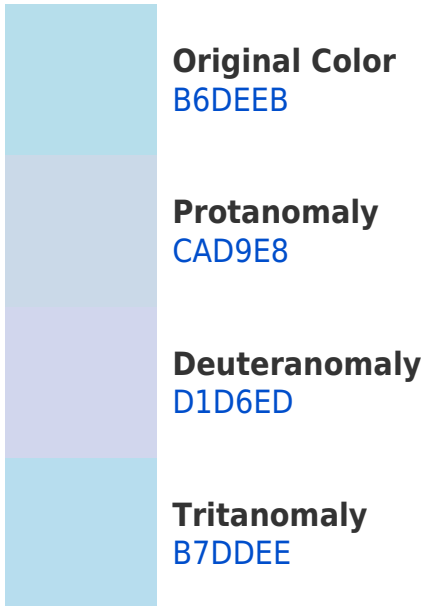 Original Color
B6DEEB
Protanomaly
CAD9E8
Deuteranomaly
D1D6ED
Tritanomaly
B7DDEE